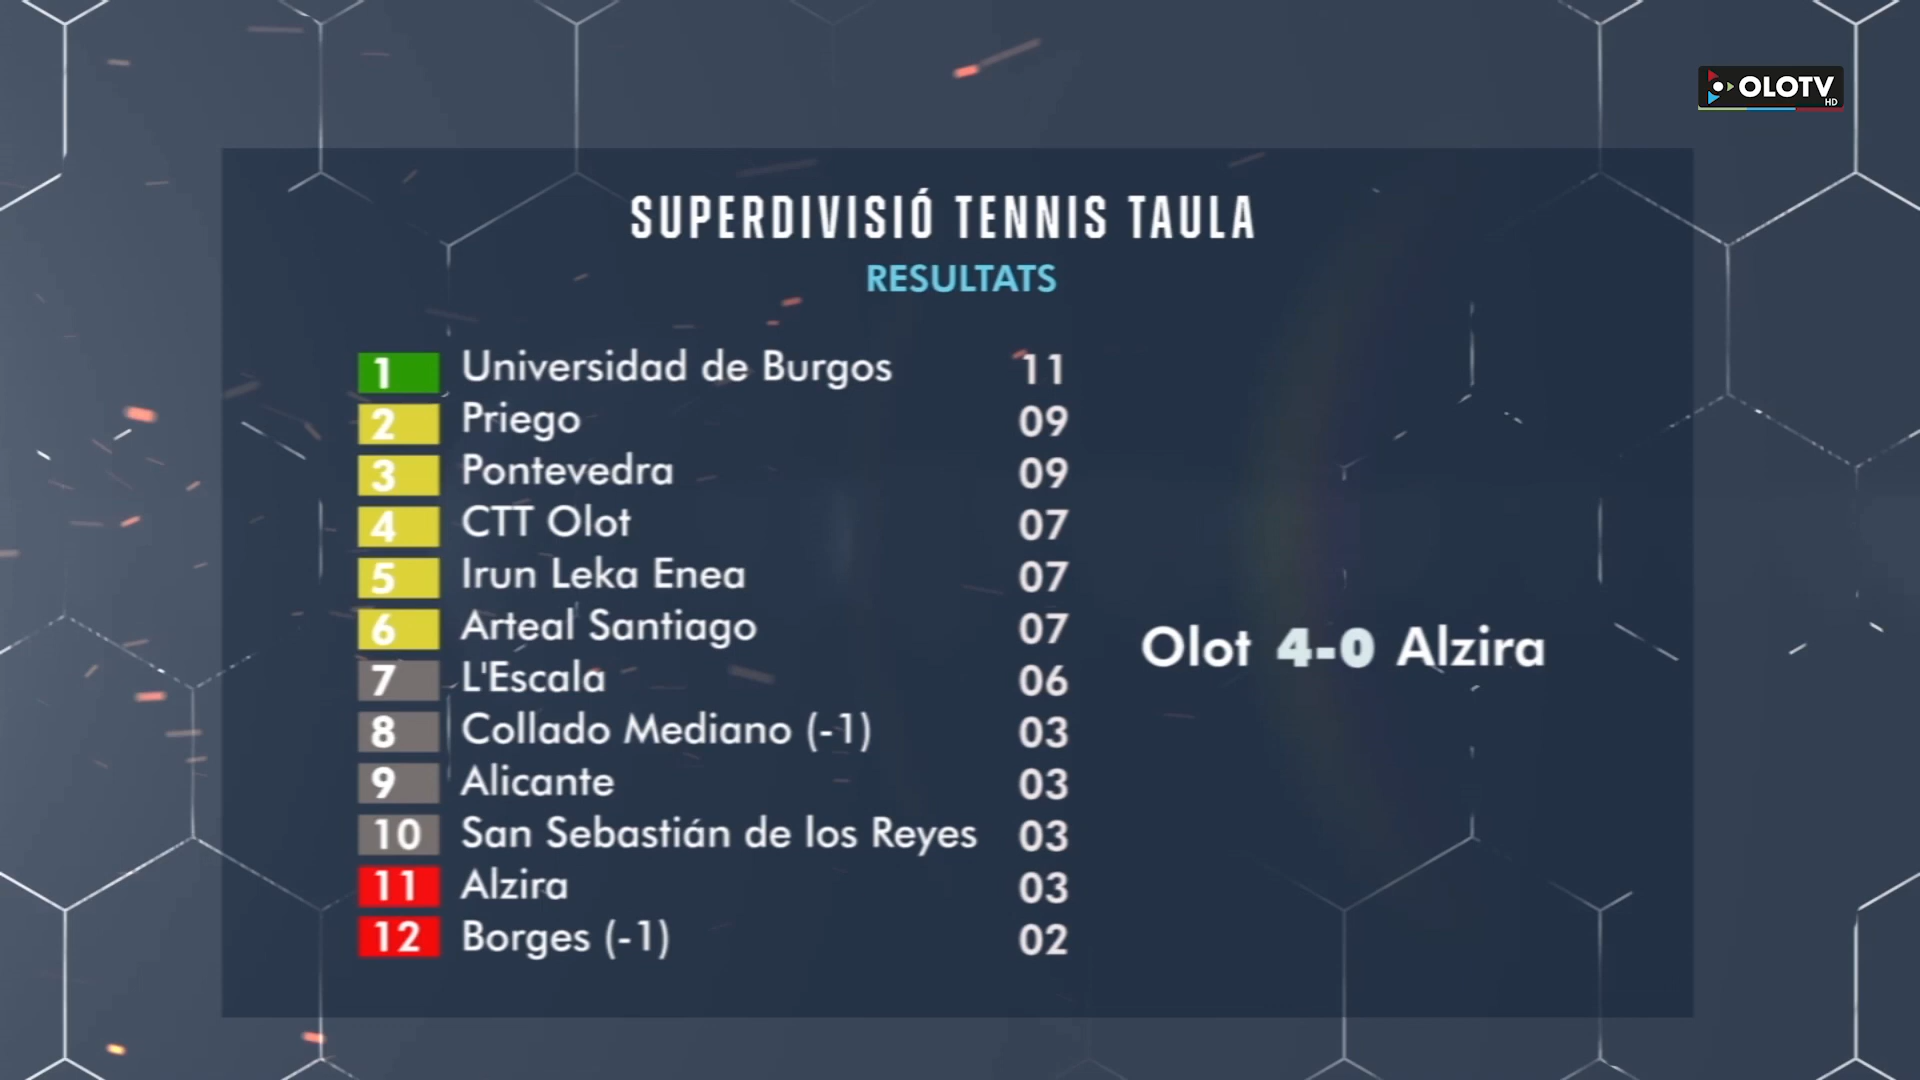 OLOTV
HD
SUPERDIVISIÓ TENNIS TAULA
RESULTATS
1 Universidad de Burgos 11
2 Priego 09
3 Pontevedra 09
4 CTT Olot 07
5 Irun Leka Enea 07
6 Arteal Santiago 07
7 L'Escala 06
8 Collado Mediano (-1) 03
9 Alicante 03
10 San Sebastián de los Reyes 03
11 Alzira 03
12 Borges (-1) 02
Olot 4-0 Alzira